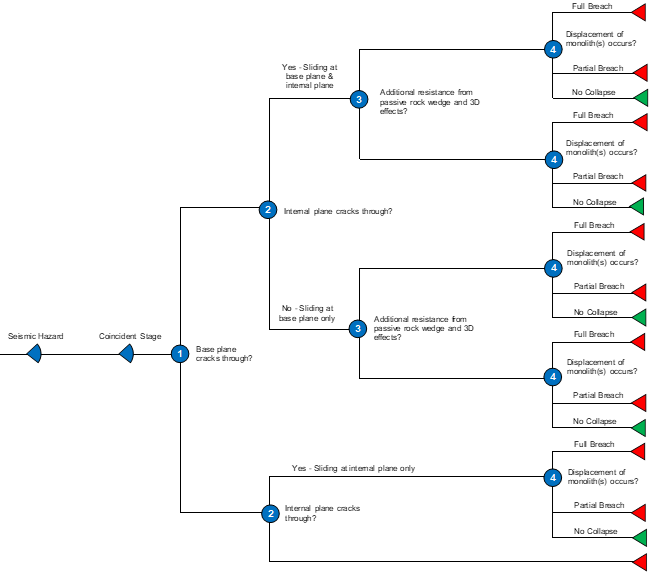 Full Breach
4
Displacement of
monolith(s) occurs?
Partial Breach
No Collapse
Yes - Sliding at
base plane &
internal plane
3
Additional resistance from
passive rock wedge and 3D
effects?
Full Breach
4
Displacement of
monolith(s) occurs?
Partial Breach
No Collapse
2
Internal plane cracks through?
Full Breach
4
Displacement of
monolith(s) occurs?
Partial Breach
No Collapse
No - Sliding at
base plane only
3
Additional resistance from
passive rock wedge and 3D
effects?
Full Breach
4
Displacement of
monolith(s) occurs?
Partial Breach
No Collapse
Seismic Hazard
Coincident Stage
1
Base plane
cracks through?
Full Breach
Yes - Sliding at internal plane only
4
Displacement of
monolith(s) occurs?
Partial Breach
No Collapse
2
Internal plane cracks
through?